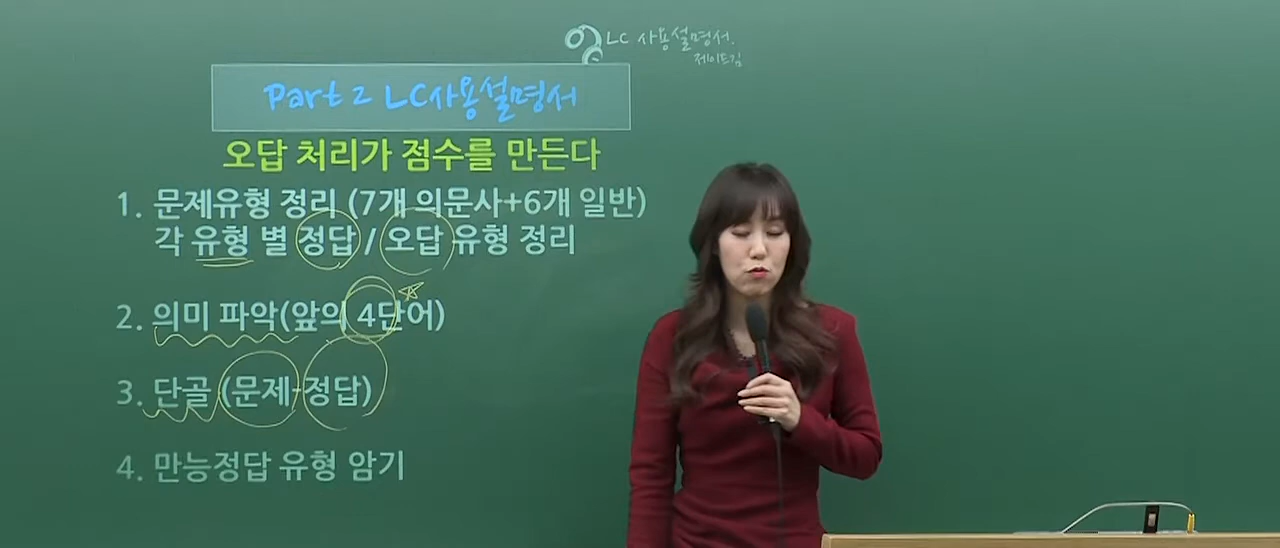 LC 사용설명서.
제이드김
Part 2 LC사용설명서
오답 처리가 점수를 만든다
1. 문제유형 정리 (7개 의문사+6개 일반)
각 유형 별 정답 / 오답 유형 정리
2. 의미 파악(앞의 4단어)
3. 단골 (문제-정답)
4. 만능정답 유형 암기